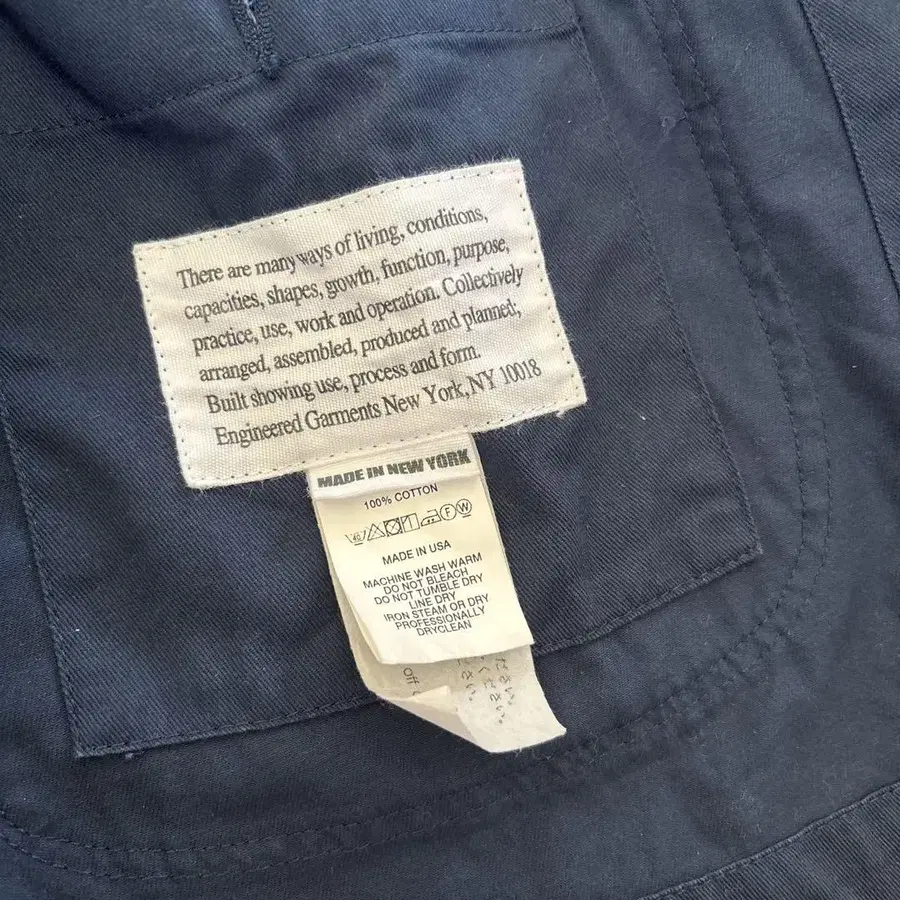 There are many ways of living, conditions,
capacities, shapes, growth, function, purpose,
practice, use, work and operation. Collectively
arranged, assembled, produced and planned;
Built showing use, process and form.
Engineered Garments New York, NY 10018
MADE IN NEW YORK
100% COTTON
40 F W
MADE IN USA
MACHINE WASH WARM
DO NOT BLEACH
DO NOT TUMBLE DRY
LINE DRY
IRON STEAM OR DRY
PROFESSIONALLY
DRYCLEAN
off